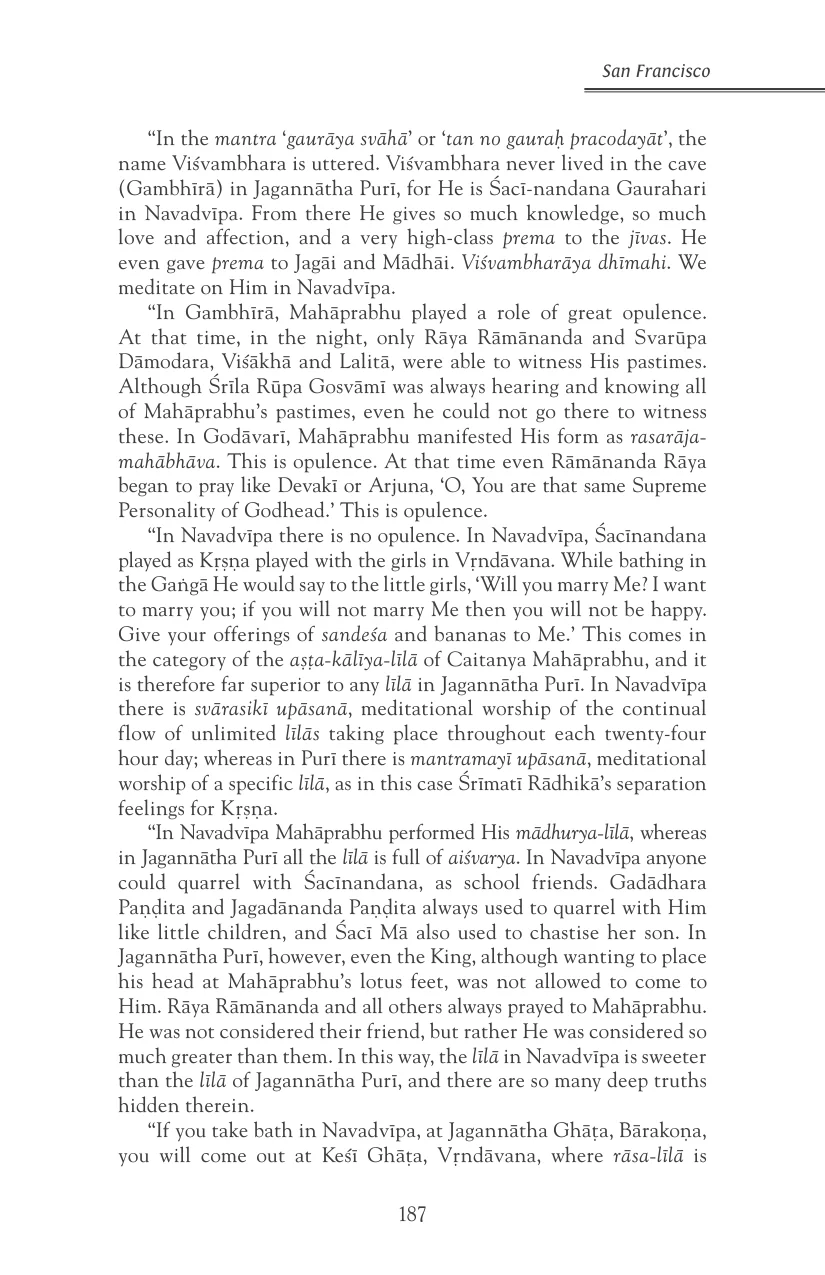 San Francisco
“In the mantra ‘gaurāya svāhā’ or ‘tan no gauraḥ pracodayāt’, the
name Viśvambhara is uttered. Viśvambhara never lived in the cave
(Gambhīrā) in Jagannātha Purī, for He is Śacī-nandana Gaurahari
in Navadvīpa. From there He gives so much knowledge, so much
love and affection, and a very high-class prema to the jīvas. He
even gave prema to Jagāi and Mādhāi. Viśvambharāya dhīmahi. We
meditate on Him in Navadvīpa.
“In Gambhīrā, Mahāprabhu played a role of great opulence.
At that time, in the night, only Rāya Rāmānanda and Svarūpa
Dāmodara, Viśākhā and Lalitā, were able to witness His pastimes.
Although Śrīla Rūpa Gosvāmī was always hearing and knowing all
of Mahāprabhu’s pastimes, even he could not go there to witness
these. In Godāvarī, Mahāprabhu manifested His form as rasarāja-
mahābhāva. This is opulence. At that time even Rāmānanda Rāya
began to pray like Devakī or Arjuna, ‘O, You are that same Supreme
Personality of Godhead.’ This is opulence.
“In Navadvīpa there is no opulence. In Navadvīpa, Śacīnandana
played as Kṛṣṇa played with the girls in Vṛndāvana. While bathing in
the Gaṅgā He would say to the little girls, ‘Will you marry Me? I want
to marry you; if you will not marry Me then you will not be happy.
Give your offerings of sandeśa and bananas to Me.’ This comes in
the category of the aṣṭa-kālīya-līlā of Caitanya Mahāprabhu, and it
is therefore far superior to any līlā in Jagannātha Purī. In Navadvīpa
there is svārasikī upāsanā, meditational worship of the continual
flow of unlimited līlās taking place throughout each twenty-four
hour day; whereas in Purī there is mantramayī upāsanā, meditational
worship of a specific līlā, as in this case Śrīmatī Rādhikā’s separation
feelings for Kṛṣṇa.
“In Navadvīpa Mahāprabhu performed His mādhurya-līlā, whereas
in Jagannātha Purī all the līlā is full of aiśvarya. In Navadvīpa anyone
could quarrel with Śacīnandana, as school friends. Gadādhara
Paṇḍita and Jagadānanda Paṇḍita always used to quarrel with Him
like little children, and Śacī Mā also used to chastise her son. In
Jagannātha Purī, however, even the King, although wanting to place
his head at Mahāprabhu’s lotus feet, was not allowed to come to
Him. Rāya Rāmānanda and all others always prayed to Mahāprabhu.
He was not considered their friend, but rather He was considered so
much greater than them. In this way, the līlā in Navadvīpa is sweeter
than the līlā of Jagannātha Purī, and there are so many deep truths
hidden therein.
“If you take bath in Navadvīpa, at Jagannātha Ghāṭa, Bārakoṇa,
you will come out at Keśī Ghāṭa, Vṛndāvana, where rāsa-līlā is
187